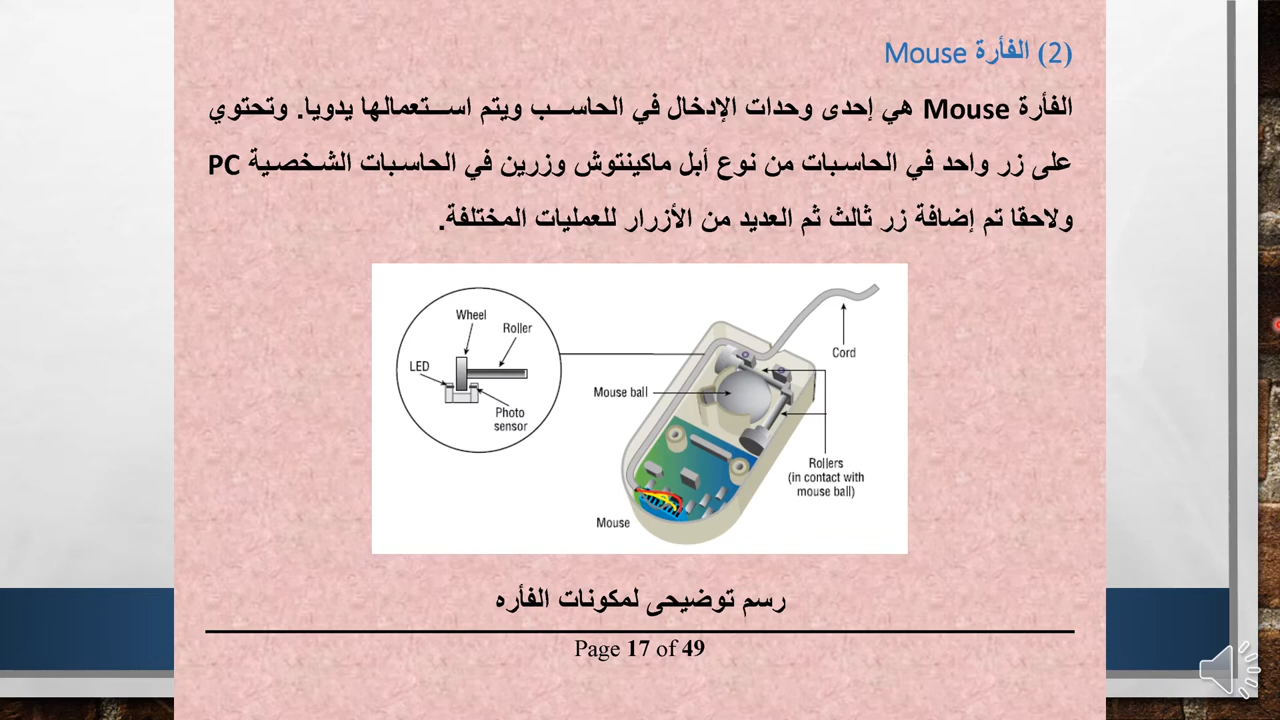 (2) الفأرة Mouse
الفأرة Mouse هي إحدى وحدات الإدخال في الحاسب ويتم استعمالها يدويا. وتحتوي
على زر واحد في الحاسبات من نوع أبل ماكينتوش وزرين في الحاسبات الشخصية PC
ولاحقا تم إضافة زر ثالث ثم العديد من الأزرار للعمليات المختلفة.
Wheel
Roller
LED
Photo
sensor
Cord
Mouse ball
Rollers
(in contact with
mouse ball)
Mouse
رسم توضيحى لمكونات الفأره
Page 17 of 49